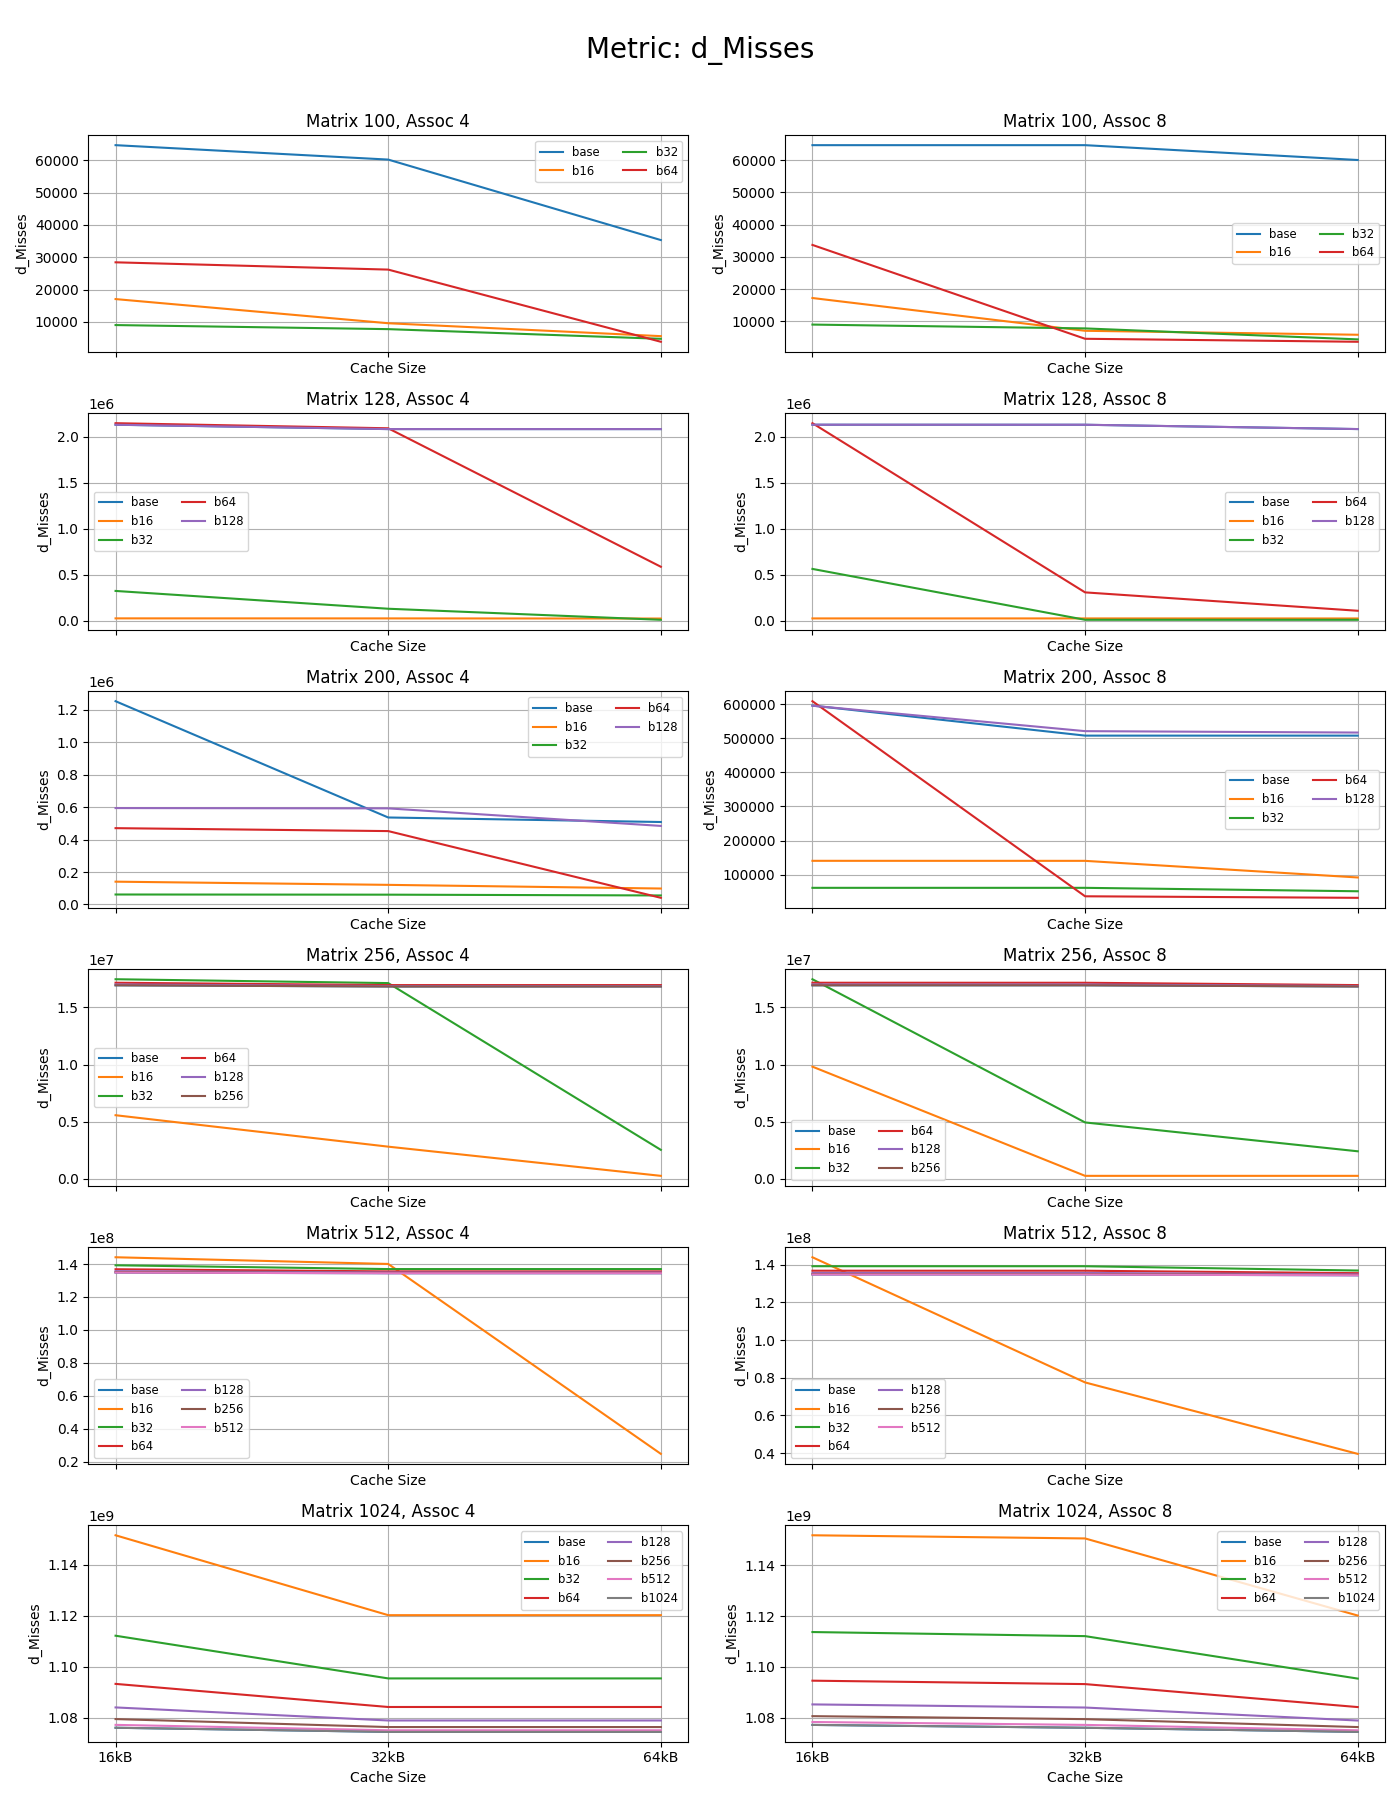 Metric: d_Misses
Matrix 100, Assoc 4
60000
50000
40000
30000
20000
10000
d_Misses
base b32
b16 b64
Cache Size
Matrix 100, Assoc 8
60000
50000
40000
30000
20000
10000
d_Misses
base b32
b16 b64
Cache Size
Matrix 128, Assoc 4
1e6
2.0
1.5
1.0
0.5
0.0
d_Misses
base b64
b16 b128
b32
Cache Size
Matrix 128, Assoc 8
1e6
2.0
1.5
1.0
0.5
0.0
d_Misses
base b64
b16 b128
b32
Cache Size
Matrix 200, Assoc 4
1e6
1.2
1.0
0.8
0.6
0.4
0.2
0.0
d_Misses
base b64
b16 b128
b32
Cache Size
Matrix 200, Assoc 8
600000
500000
400000
300000
200000
100000
d_Misses
base b64
b16 b128
b32
Cache Size
Matrix 256, Assoc 4
1e7
1.5
1.0
0.5
0.0
d_Misses
base b64
b16 b128
b32 b256
Cache Size
Matrix 256, Assoc 8
1e7
1.5
1.0
0.5
0.0
d_Misses
base b64
b16 b128
b32 b256
Cache Size
Matrix 512, Assoc 4
1e8
1.4
1.2
1.0
0.8
0.6
0.4
0.2
d_Misses
base b128
b16 b256
b32 b512
b64
Cache Size
Matrix 512, Assoc 8
1e8
1.4
1.2
1.0
0.8
0.6
0.4
d_Misses
base b128
b16 b256
b32 b512
b64
Cache Size
Matrix 1024, Assoc 4
1e9
1.14
1.12
1.10
1.08
d_Misses
base b128
b16 b256
b32 b512
b64 b1024
16kB 32kB 64kB
Cache Size
Matrix 1024, Assoc 8
1e9
1.14
1.12
1.10
1.08
d_Misses
base b128
b16 b256
b32 b512
b64 b1024
16kB 32kB 64kB
Cache Size